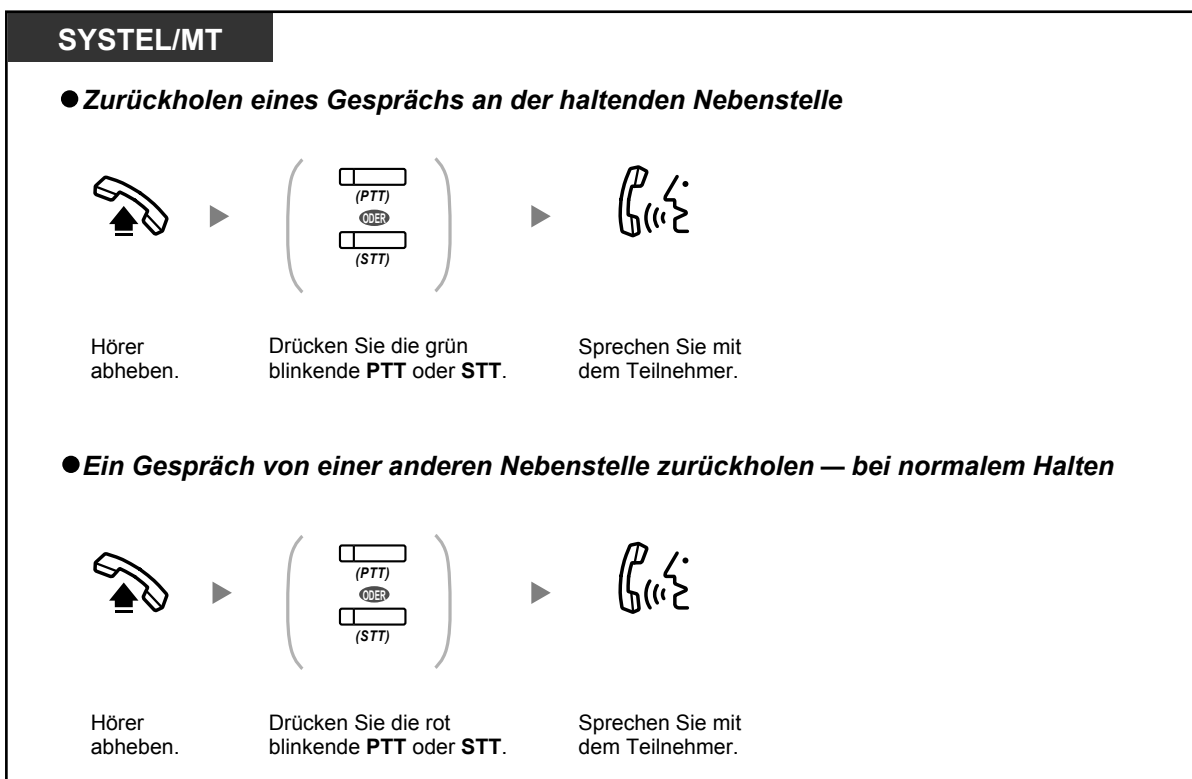 SYSTEL/MT
● Zurückholen eines Gesprächs an der haltenden Nebenstelle
(PTT)
ODER
(STT)
Hörer
abheben.
Drücken Sie die grün
blinkende PTT oder STT.
Sprechen Sie mit
dem Teilnehmer.
● Ein Gespräch von einer anderen Nebenstelle zurückholen — bei normalem Halten
(PTT)
ODER
(STT)
Hörer
abheben.
Drücken Sie die rot
blinkende PTT oder STT.
Sprechen Sie mit
dem Teilnehmer.